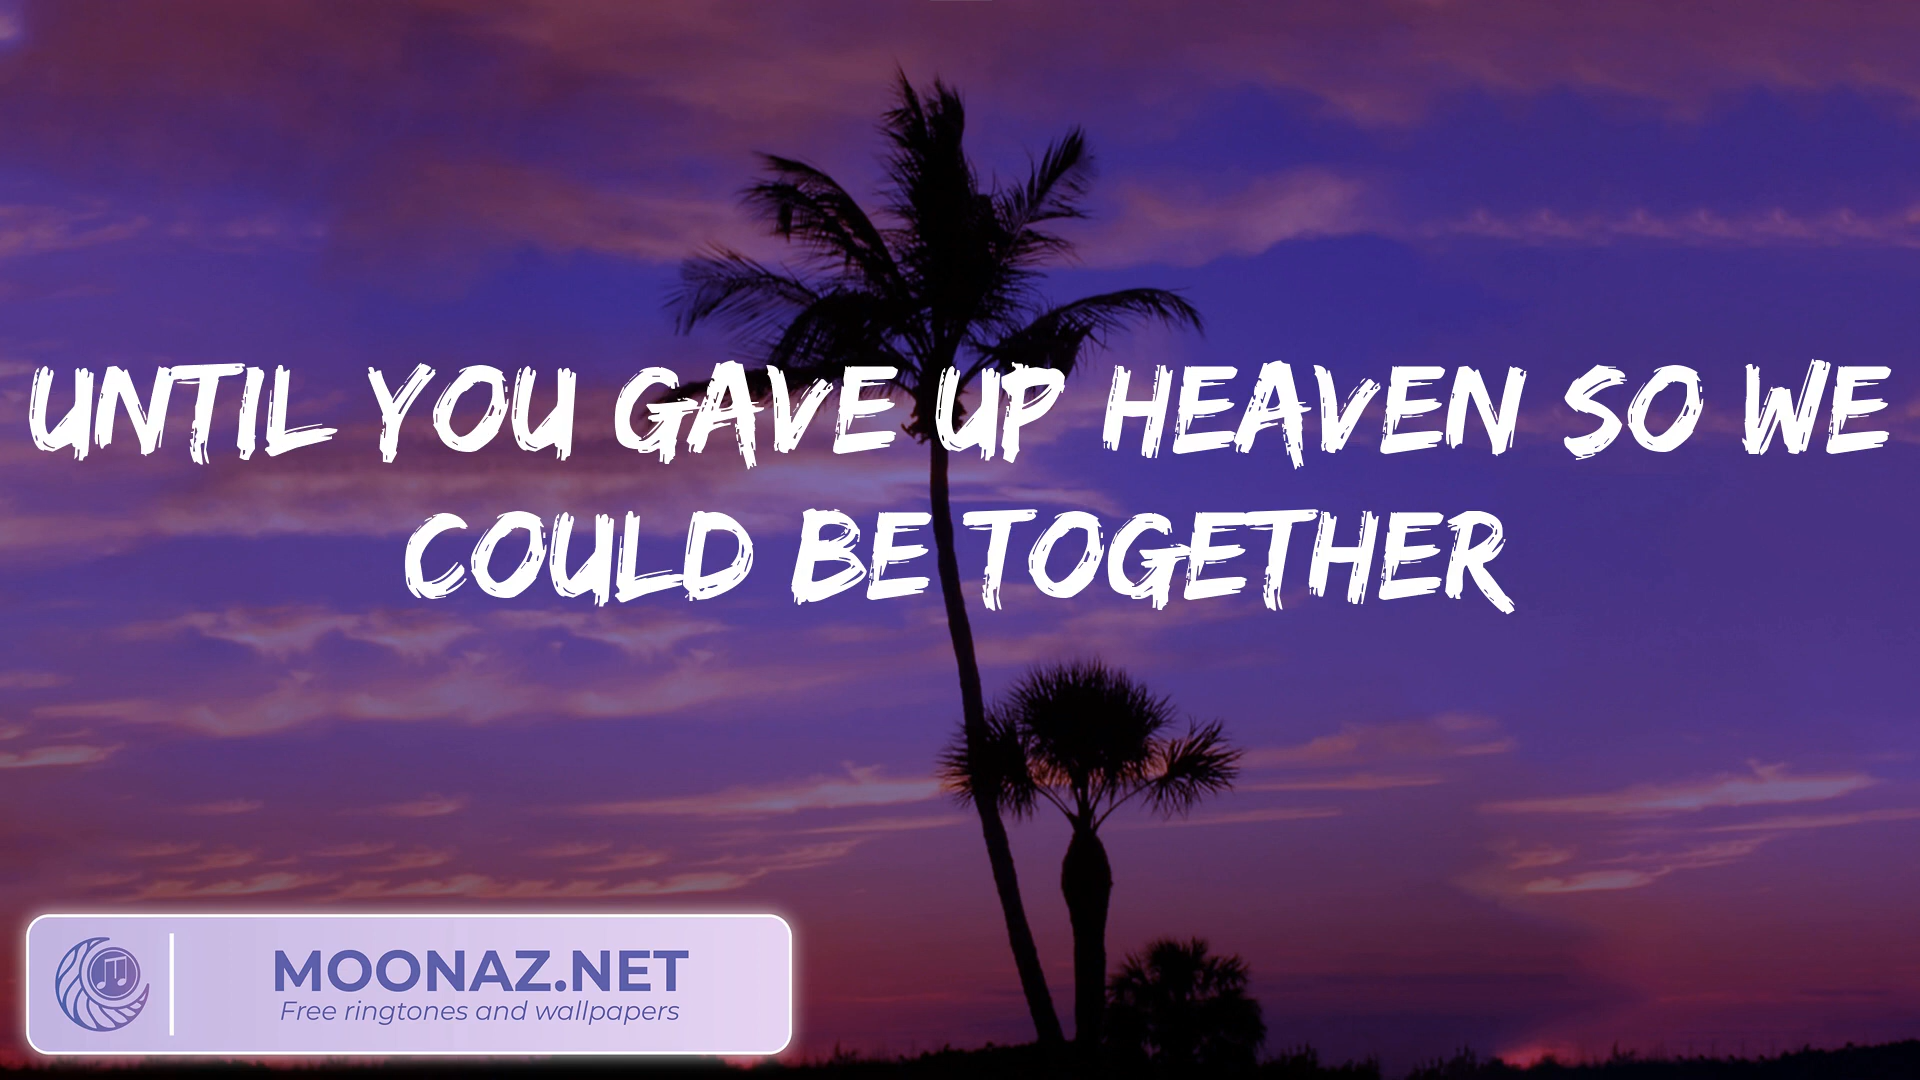 UNTIL YOU GAVE UP HEAVEN SO WE
COULD BE TOGETHER
MOONAZ.NET
Free ringtones and wallpapers